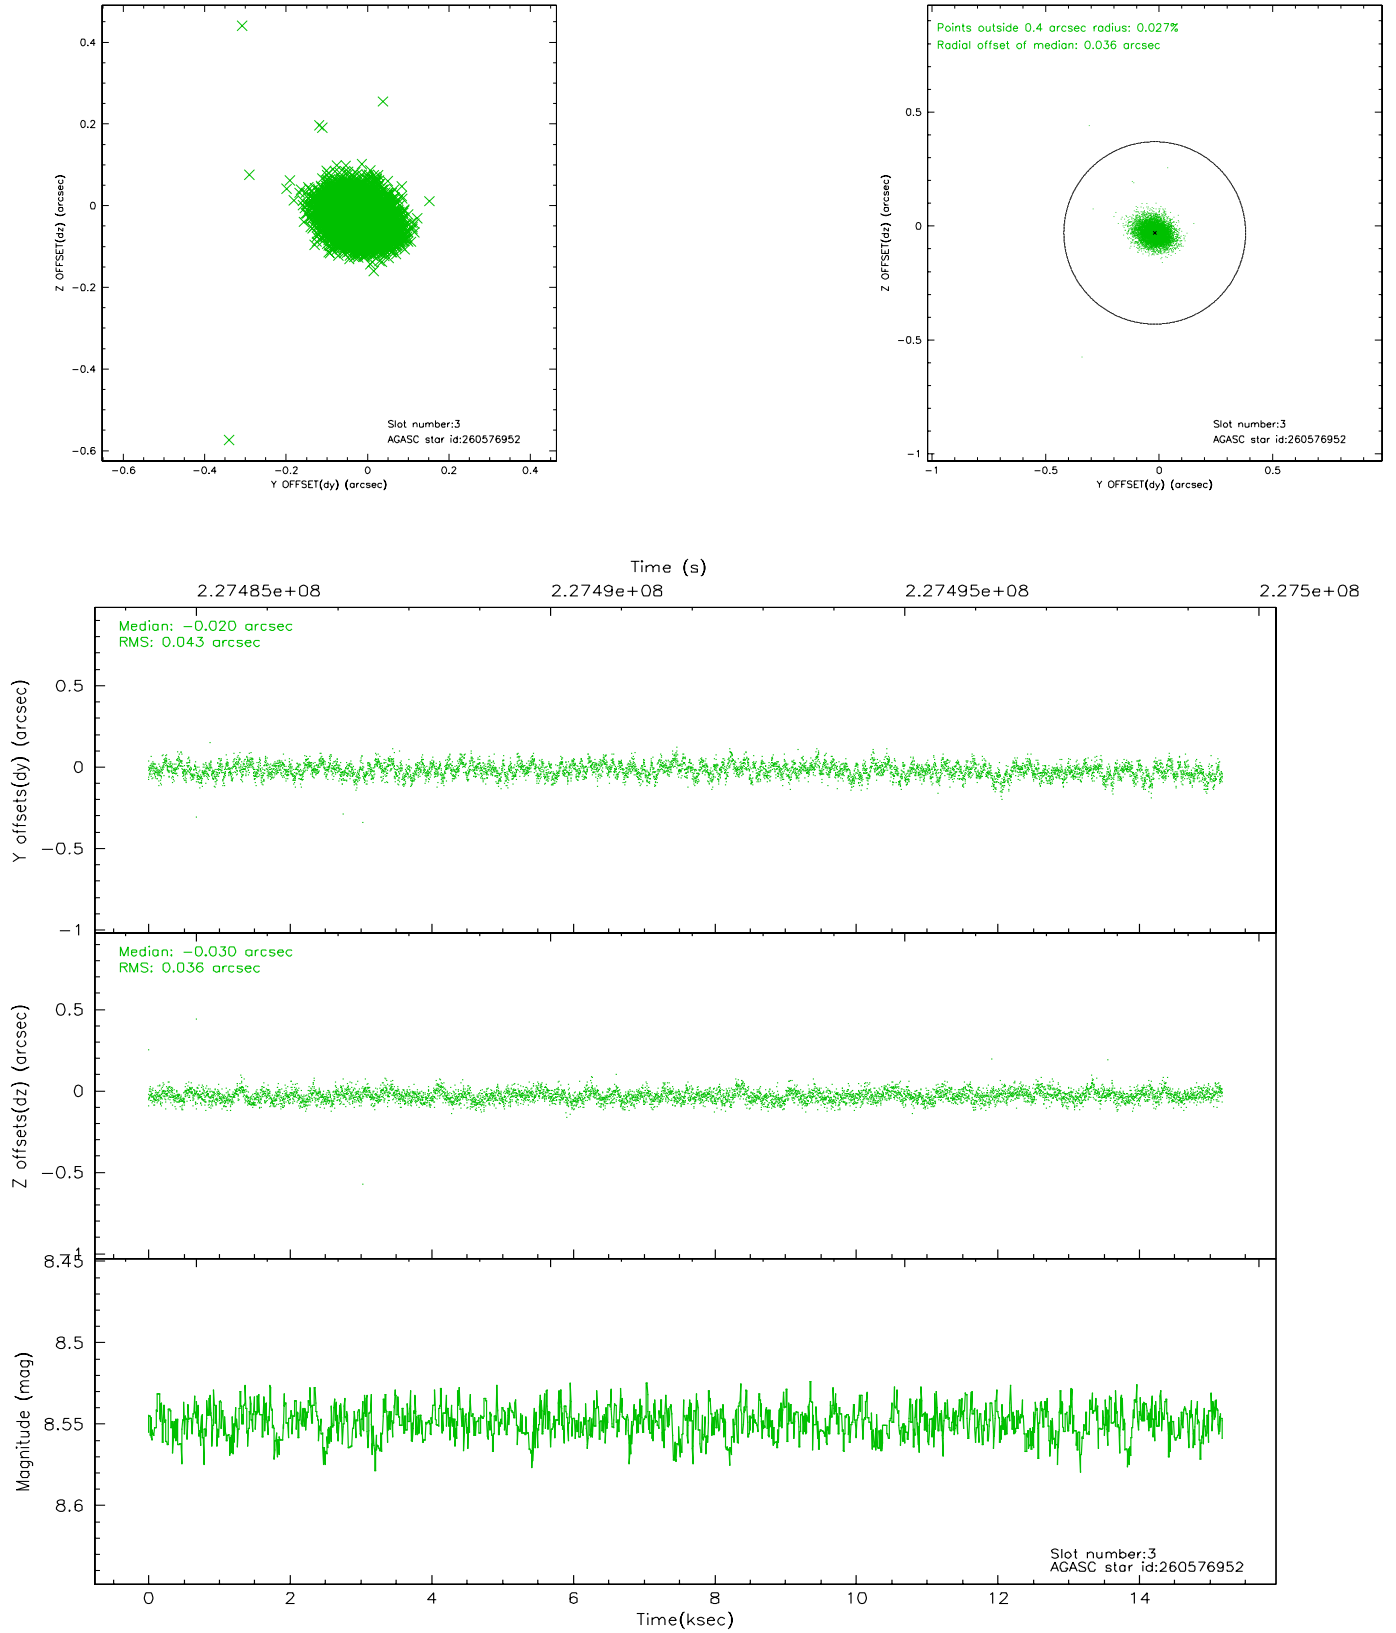 0.4
0.2
0
−0.2
−0.4
−0.6
Z OFFSET(dz) (arcsec)
Slot number:3
AGASC star id:260576952
−0.6
−0.4
−0.2
0
0.2
0.4
Y OFFSET(dy) (arcsec)
Points outside 0.4 arcsec radius: 0.027%
Radial offset of median: 0.036 arcsec
0.5
0
−0.5
−1
Z OFFSET(dz) (arcsec)
Slot number:3
AGASC star id:260576952
−1
−0.5
0
0.5
Y OFFSET(dy) (arcsec)
Time (s)
2.27485e+08
2.2749e+08
2.27495e+08
2.275e+08
Median: −0.020 arcsec
RMS: 0.043 arcsec
0.5
0
−0.5
−1
Y offsets(dy) (arcsec)
Median: −0.030 arcsec
RMS: 0.036 arcsec
0.5
0
−0.5
−1
Z offsets(dz) (arcsec)
8.45
8.5
8.55
8.6
Magnitude (mag)
Slot number:3
AGASC star id:260576952
0
2
4
6
8
10
12
14
Time(ksec)